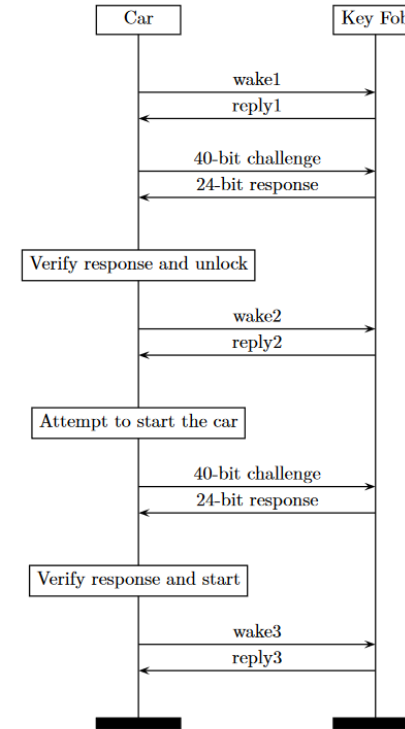 Car
Key Fob
wake1
reply1
40-bit challenge
24-bit response
Verify response and unlock
wake2
reply2
Attempt to start the car
40-bit challenge
24-bit response
Verify response and start
wake3
reply3